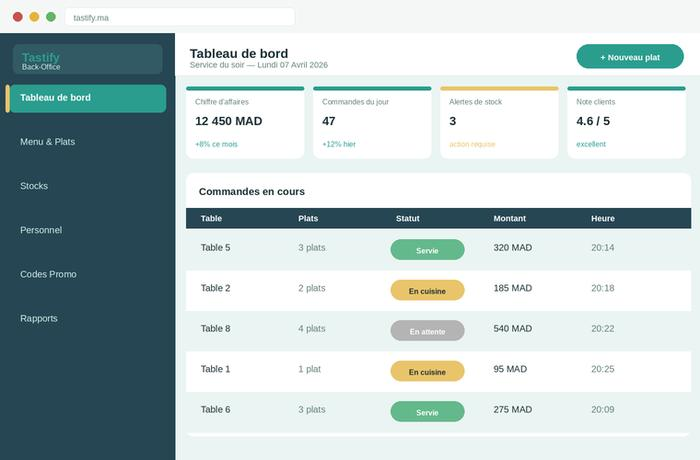 tastify.ma
Tastify
Back-Office
Tableau de bord
Menu & Plats
Stocks
Personnel
Codes Promo
Rapports
Tableau de bord
Service du soir — Lundi 07 Avril 2026
+ Nouveau plat
Chiffre d'affaires
12 450 MAD
+8% ce mois
Commandes du jour
47
+12% hier
Alertes de stock
3
action requise
Note clients
4.6 / 5
excellent
Commandes en cours
Table Plats Statut Montant Heure
Table 5 3 plats Servie 320 MAD 20:14
Table 2 2 plats En cuisine 185 MAD 20:18
Table 8 4 plats En attente 540 MAD 20:22
Table 1 1 plat En cuisine 95 MAD 20:25
Table 6 3 plats Servie 275 MAD 20:09